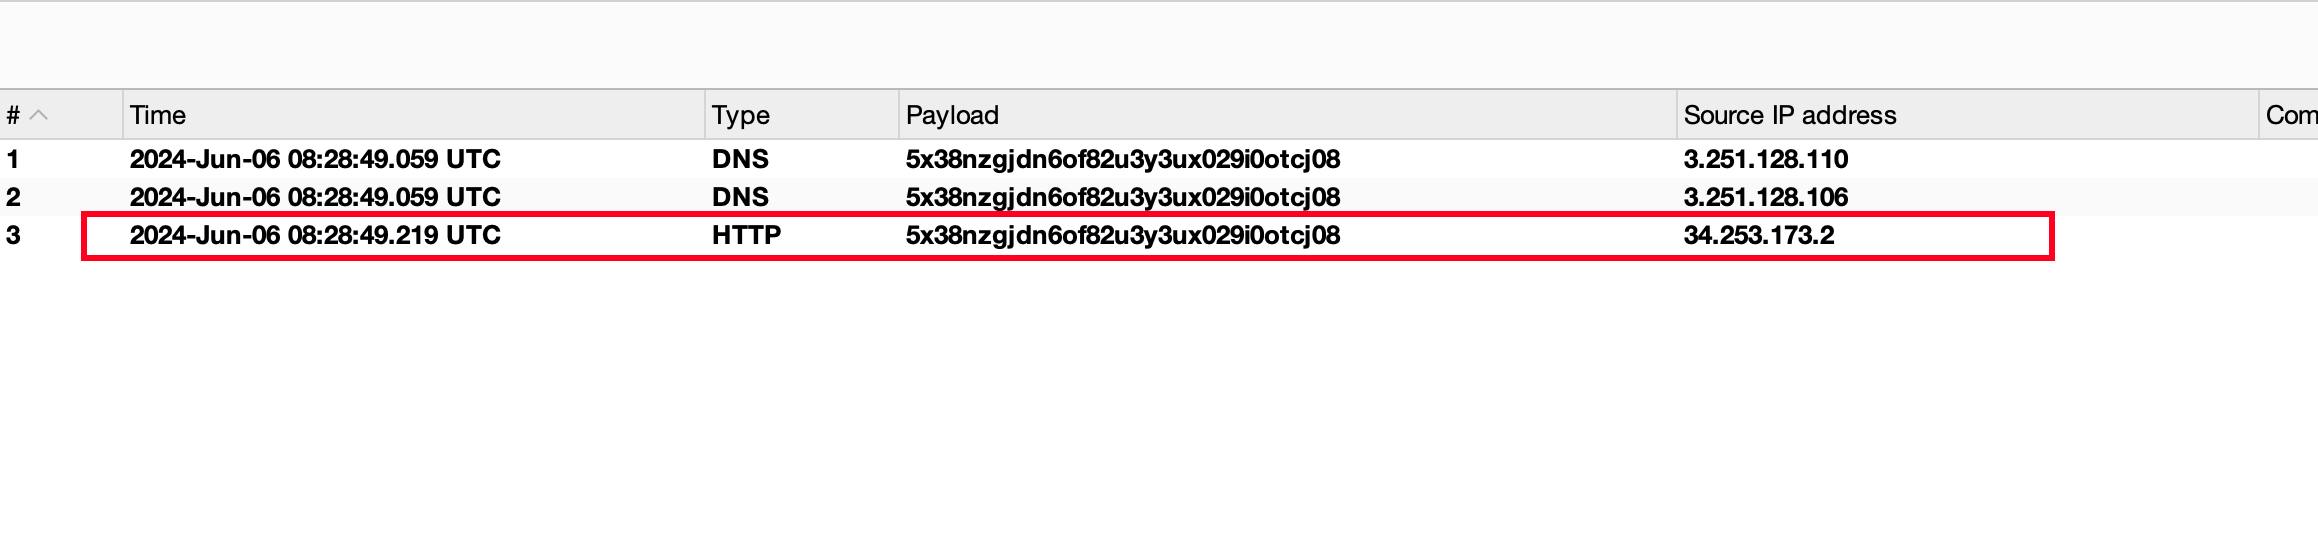 # Time Type Payload Source IP address Com
1 2024-Jun-06 08:28:49.059 UTC DNS 5x38nzgjdn6of82u3y3ux029i0otcj08 3.251.128.110
2 2024-Jun-06 08:28:49.059 UTC DNS 5x38nzgjdn6of82u3y3ux029i0otcj08 3.251.128.106
3 2024-Jun-06 08:28:49.219 UTC HTTP 5x38nzgjdn6of82u3y3ux029i0otcj08 34.253.173.2